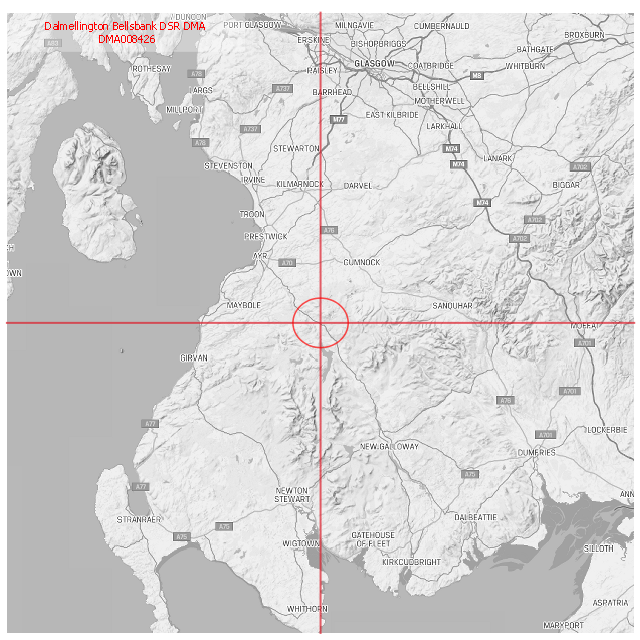 Dalmellington Bellsbank DSR DMA
DMA008426
DUNOON
PORT GLASGOW
MILNGAVIE
CUMBERNAULD
ERSKINE
BISHOPBRIGGS
BROXBURN
BATHGATE
ROTHESAY
PAISLEY
GLASGOW
COATBRIDGE
WHITBURN
A78
M8
LARGS
A737
BARRHEAD
BELLSHILL
MOTHERWELL
MILLPORT
M77
EAST KILBRIDE
A737
LARKHALL
A78
STEWARTON
M74
LANARK
STEVENSTON
M74
A702
IRVINE
KILMARNOCK
DARVEL
BIGGAR
M74
TROON
A702
A76
PRESTWICK
A702
AYR
A70
CUMNOCK
OWN
MAYBOLE
SANQUHAR
MOFFAT
A701
GIRVAN
A701
A76
A77
LOCKERBIE
A701
NEW GALLOWAY
DUMFRIES
A75
A77
NEWTON
STEWART
ANN
STRANRAER
A75
DALBEATTIE
A75
WIGTOWN
GATEHOUSE
OF FLEET
SILLOTH
KIRKCUDBRIGHT
WHITHORN
ASPATRIA
MARYPORT